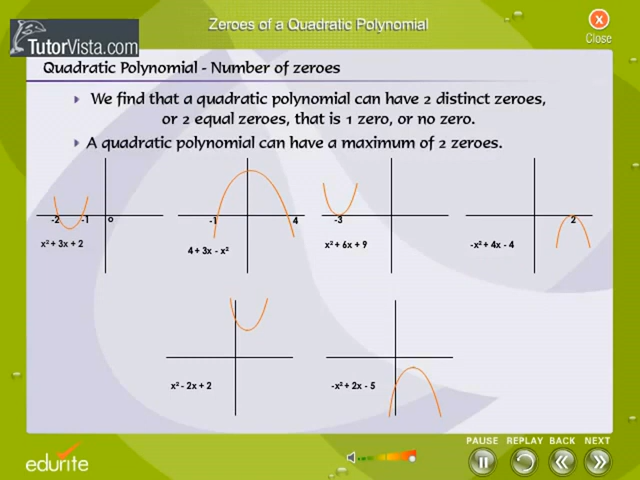 Zeroes of a Quadratic Polynomial
Close
TutorVista.com
Quadratic Polynomial - Number of zeroes
We find that a quadratic polynomial can have 2 distinct zeroes,
or 2 equal zeroes, that is 1 zero, or no zero.
A quadratic polynomial can have a maximum of 2 zeroes.
-2 -1 O
-1 4
-3
2
x² + 3x + 2
4 + 3x - x²
x² + 6x + 9
-x² + 4x - 4
x² - 2x + 2
-x² + 2x - 5
PAUSE REPLAY BACK NEXT
edurite